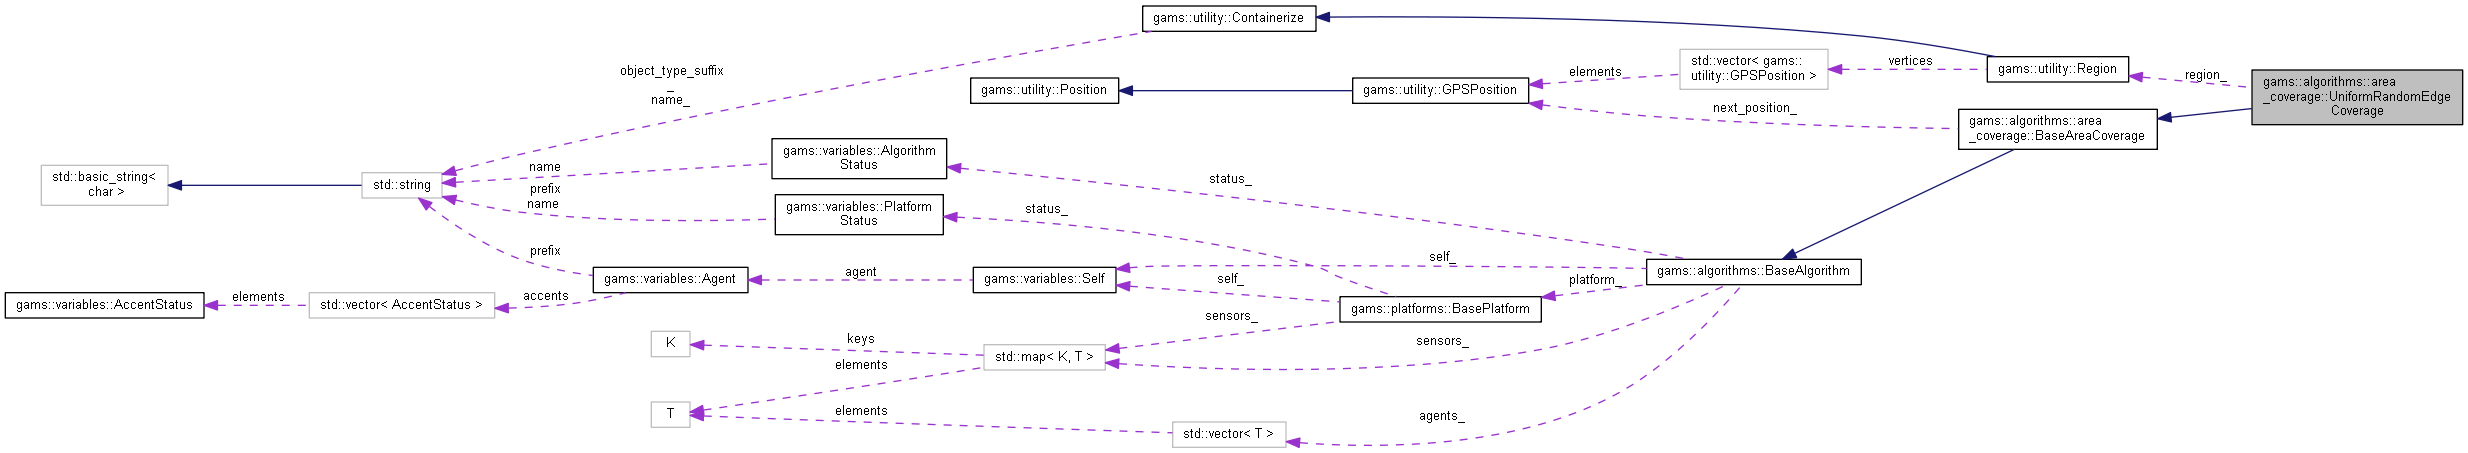 gams::utility::Containerize
object_type_suffix
_
name_
std::vector< gams::
utility::GPSPosition >
elements
vertices
gams::utility::Region
region_
gams::algorithms::area
_coverage::UniformRandomEdge
Coverage
gams::utility::Position
gams::utility::GPSPosition
next_position_
gams::algorithms::area
_coverage::BaseAreaCoverage
gams::variables::Algorithm
Status
name
std::basic_string<
char >
std::string
prefix
name
gams::variables::Platform
Status
status_
status_
prefix
gams::variables::Agent
agent
gams::variables::Self
self_
self_
gams::algorithms::BaseAlgorithm
platform_
gams::platforms::BasePlatform
gams::variables::AccentStatus
elements
std::vector< AccentStatus >
accents
sensors_
K
keys
std::map< K, T >
sensors_
elements
T
elements
std::vector< T >
agents_